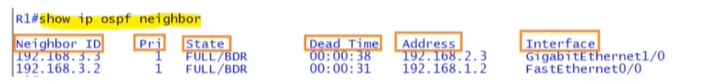 R1#show ip ospf neighbor
Neighbor ID Pri State Dead Time Address Interface
192.168.3.3 1 FULL/BDR 00:00:38 192.168.2.3 GigabitEthernet1/0
192.168.3.2 1 FULL/BDR 00:00:31 192.168.1.2 FastEthernet0/0